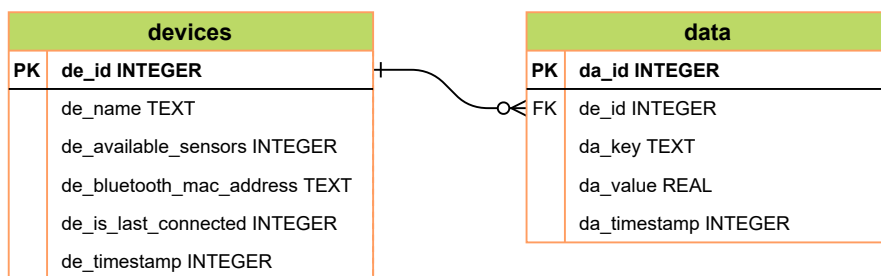 devices
PK de_id INTEGER
de_name TEXT
de_available_sensors INTEGER
de_bluetooth_mac_address TEXT
de_is_last_connected INTEGER
de_timestamp INTEGER
data
PK da_id INTEGER
FK de_id INTEGER
da_key TEXT
da_value REAL
da_timestamp INTEGER